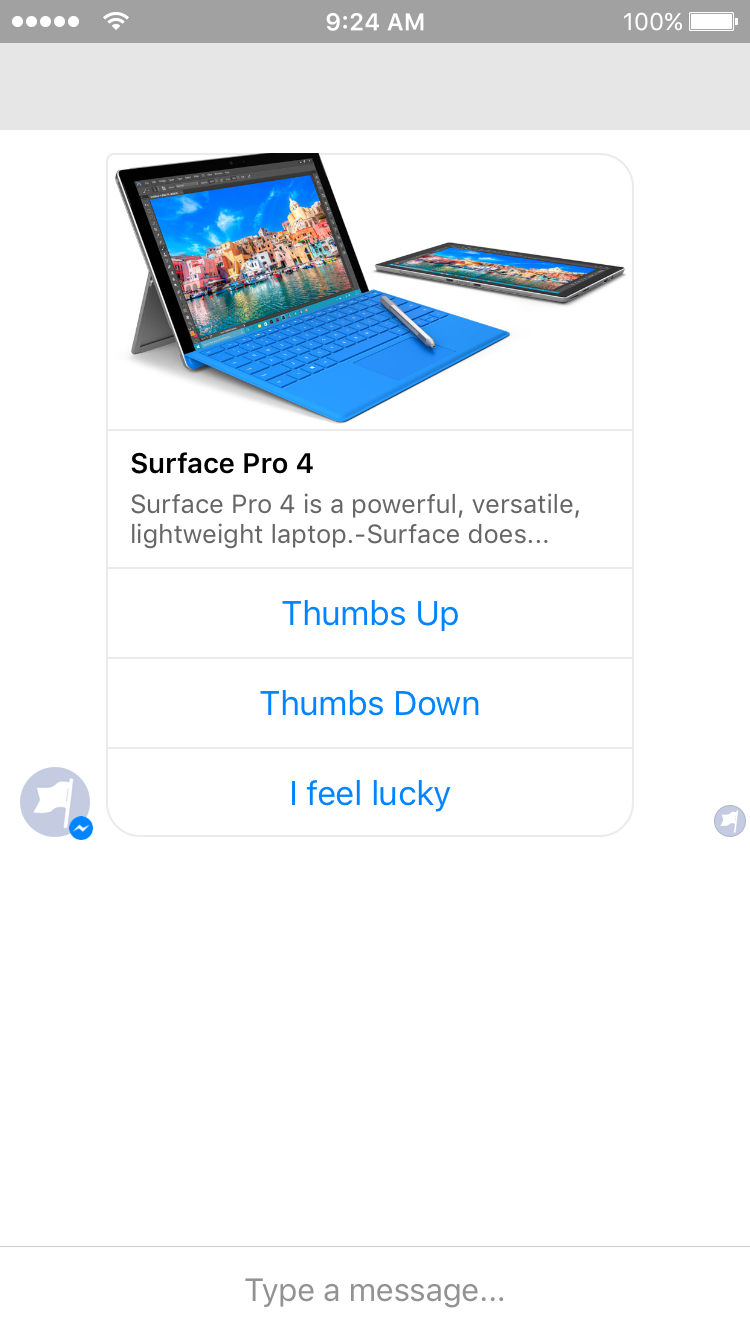 9:24 AM
100%
Surface Pro 4
Surface Pro 4 is a powerful, versatile,
lightweight laptop.-Surface does...
Thumbs Up
Thumbs Down
I feel lucky
Type a message...